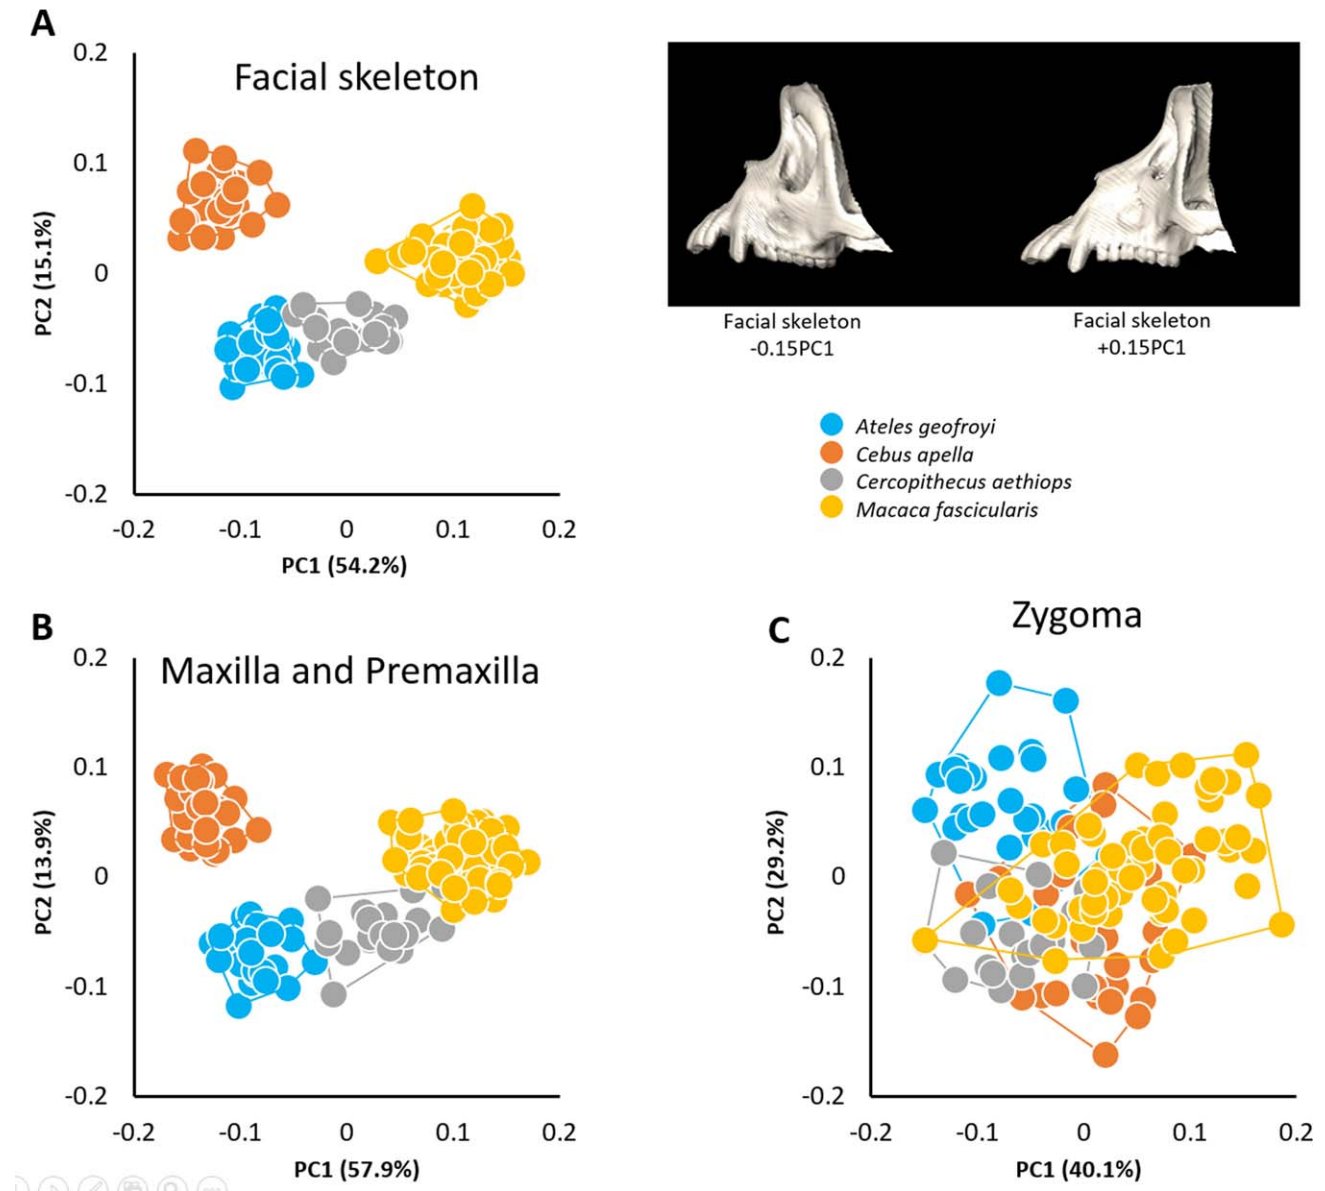 A
Facial skeleton
0.2
0.1
0
-0.1
-0.2
PC2 (15.1%)
-0.2 -0.1 0 0.1 0.2
PC1 (54.2%)
Facial skeleton
-0.15PC1
Facial skeleton
+0.15PC1
Ateles geofroyi
Cebus apella
Cercopithecus aethiops
Macaca fascicularis
B
Maxilla and Premaxilla
0.2
0.1
0
-0.1
-0.2
PC2 (13.9%)
-0.2 -0.1 0 0.1 0.2
PC1 (57.9%)
C
Zygoma
0.2
0.1
0
-0.1
-0.2
PC2 (29.2%)
-0.2 -0.1 0 0.1 0.2
PC1 (40.1%)